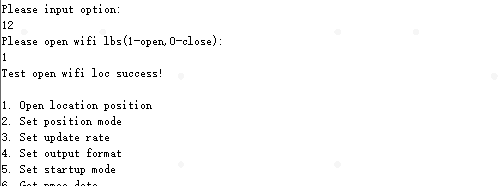 Please input option:
12
Please open wifi lbs(1-open,0-close):
1
Test open wifi loc success!
1. Open location position
2. Set position mode
3. Set update rate
4. Set output format
5. Set startup mode
6. Get nmea data